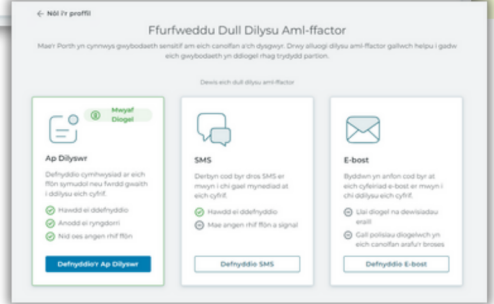 ← Nôl i'r proffil
Ffurfweddu Dull Dilysu Aml-ffactor
Mae'r Porth yn cynnwys gwybodaeth sensitif am eich canolfan a'ch dysgwyr. Drwy alluogi dilysu aml-ffactor gallwch helpu i gadw
eich gwybodaeth yn ddiogel rhag trydydd partïon.
Dewis eich dull dilysu aml-ffactor
Mwyaf
Diogel
Ap Dilyswr
Defnyddio cymhwysiad ar eich
ffôn symudol neu fwrdd gwaith
i ddilysu eich cyfrif.
Hawdd ei ddefnyddio
Anodd ei ryngdorri
Nid oes angen rhif ffôn
Defnyddio'r Ap Dilyswr
SMS
Derbyn cod byr dros SMS er
mwyn i chi gael mynediad at
eich cyfrif.
Hawdd ei ddefnyddio
Mae angen rhif ffôn a signal
Defnyddio SMS
E-bost
Byddwn yn anfon cod byr at
eich cyfeiriad e-bost er mwyn i
chi ddilysu eich cyfrif.
Llai diogel na dewisiadau
eraill
Gall polisïau diogelwch yn
eich canolfan arafu'r broses
Defnyddio E-bost